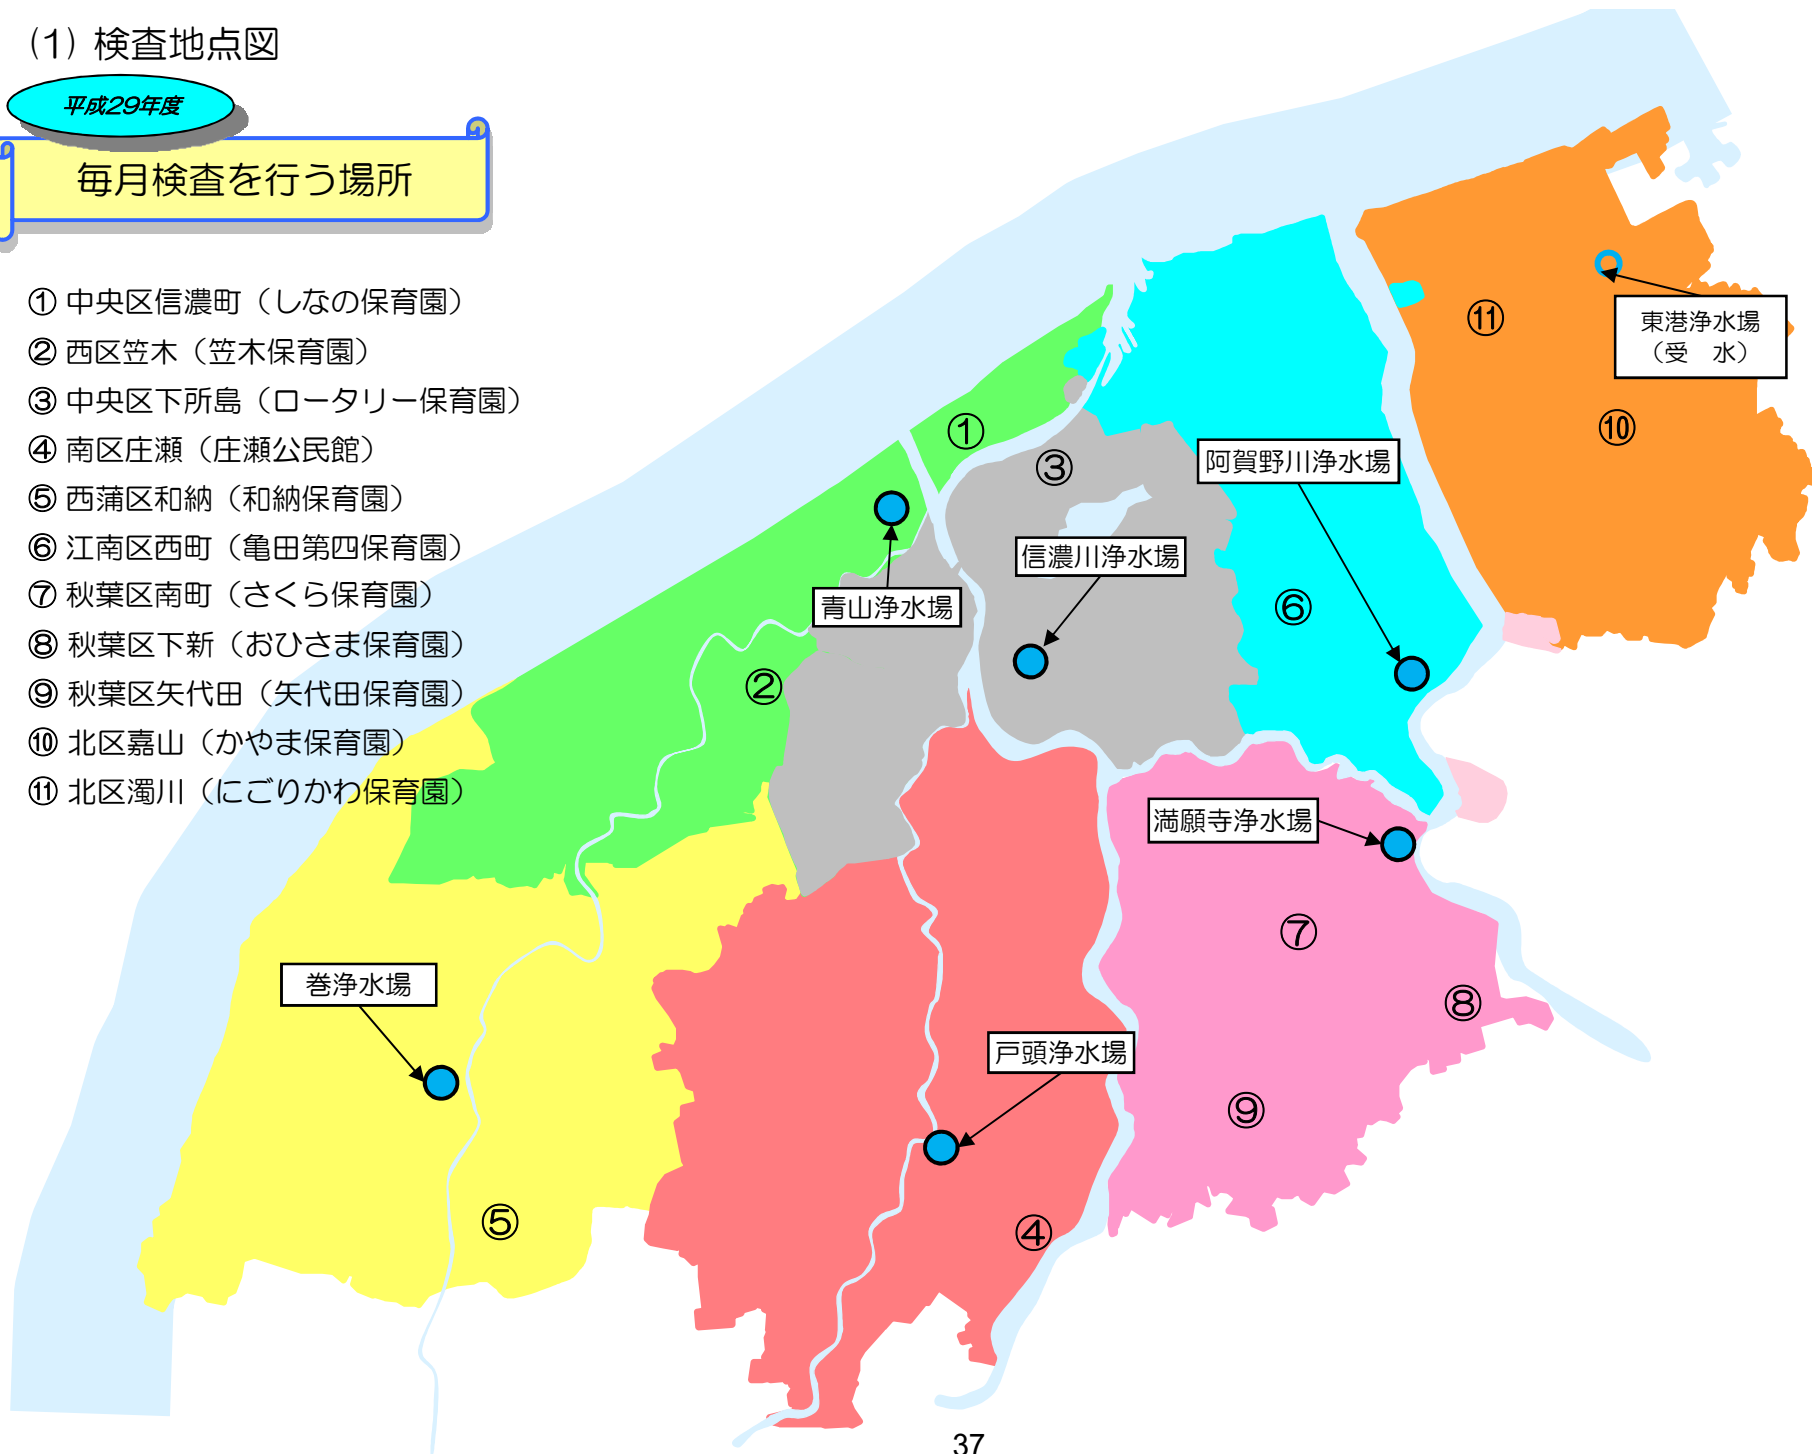 (1) 検査地点図
平成29年度
毎月検査を行う場所
① 中央区信濃町（しなの保育園）
② 西区笠木（笠木保育園）
③ 中央区下所島（ロータリー保育園）
④ 南区庄瀬（庄瀬公民館）
⑤ 西蒲区和納（和納保育園）
⑥ 江南区西町（亀田第四保育園）
⑦ 秋葉区南町（さくら保育園）
⑧ 秋葉区下新（おひさま保育園）
⑨ 秋葉区矢代田（矢代田保育園）
⑩ 北区嘉山（かやま保育園）
⑪ 北区濁川（にごりかわ保育園）
⑪
東港浄水場
（受　水）
⑩
①
③
阿賀野川浄水場
信濃川浄水場
青山浄水場
⑥
②
満願寺浄水場
⑦
巻浄水場
⑧
戸頭浄水場
⑨
⑤
④
37